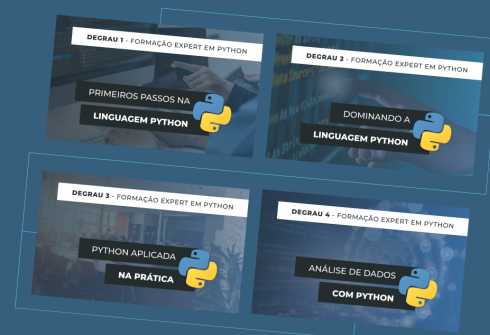 DEGRAU 1 - FORMAÇÃO EXPERT EM PYTHON
PRIMEIROS PASSOS NA
LINGUAGEM PYTHON
DEGRAU 2 - FORMAÇÃO EXPERT EM PYTHON
DOMINANDO A
LINGUAGEM PYTHON
DEGRAU 3 - FORMAÇÃO EXPERT EM PYTHON
PYTHON APLICADA
NA PRÁTICA
DEGRAU 4 - FORMAÇÃO EXPERT EM PYTHON
ANÁLISE DE DADOS
COM PYTHON